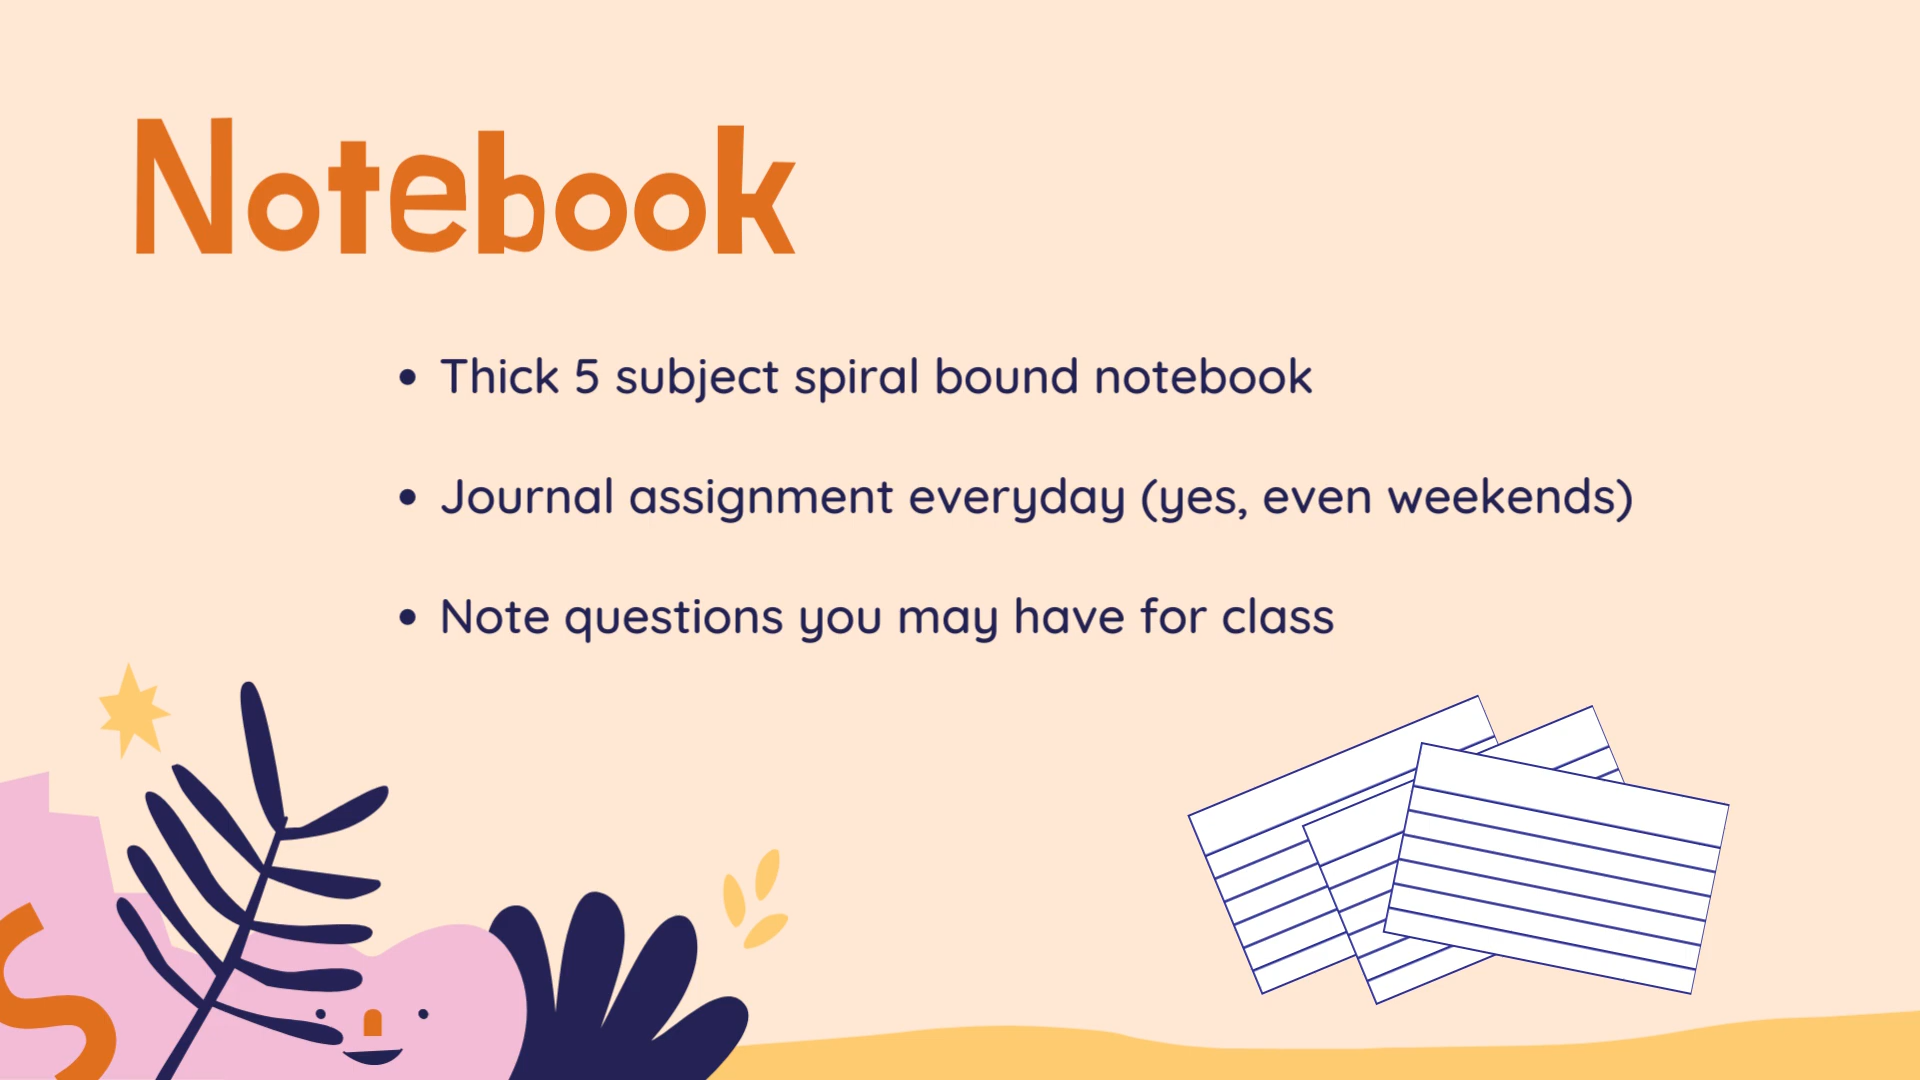 Notebook
• Thick 5 subject spiral bound notebook
• Journal assignment everyday (yes, even weekends)
• Note questions you may have for class